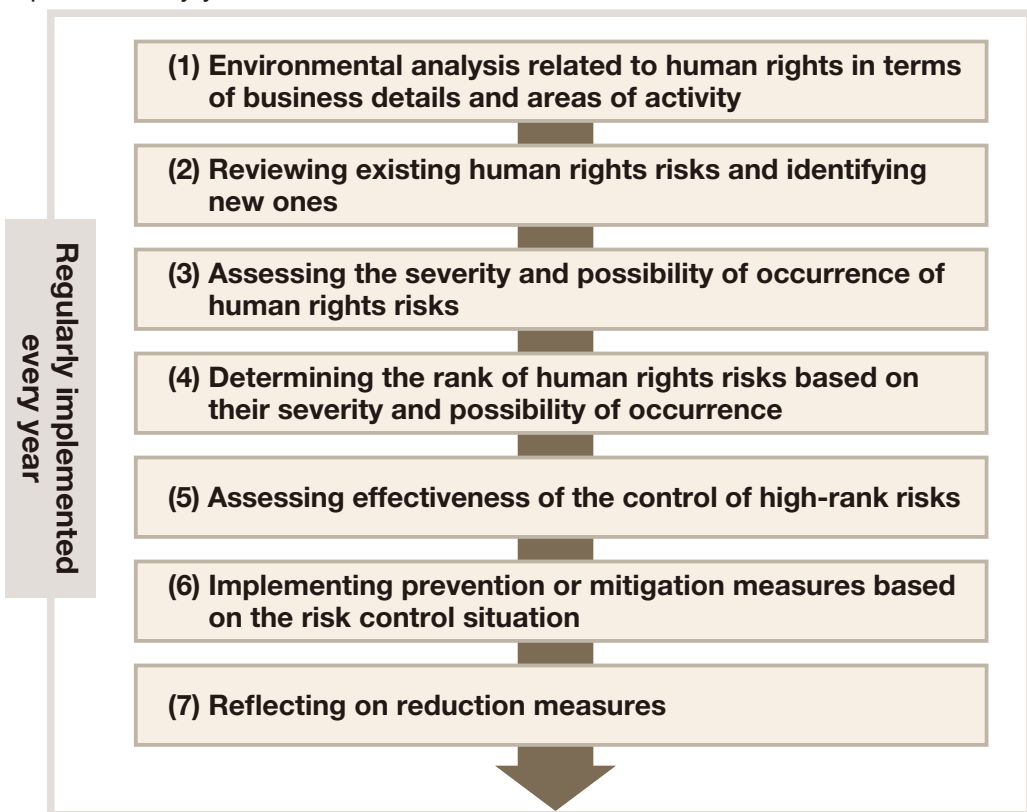 (1) Environmental analysis related to human rights in terms
of business details and areas of activity
(2) Reviewing existing human rights risks and identifying
new ones
(3) Assessing the severity and possibility of occurrence of
human rights risks
(4) Determining the rank of human rights risks based on
their severity and possibility of occurrence
(5) Assessing effectiveness of the control of high-rank risks
(6) Implementing prevention or mitigation measures based
on the risk control situation
(7) Reflecting on reduction measures
Regularly implemented
every year